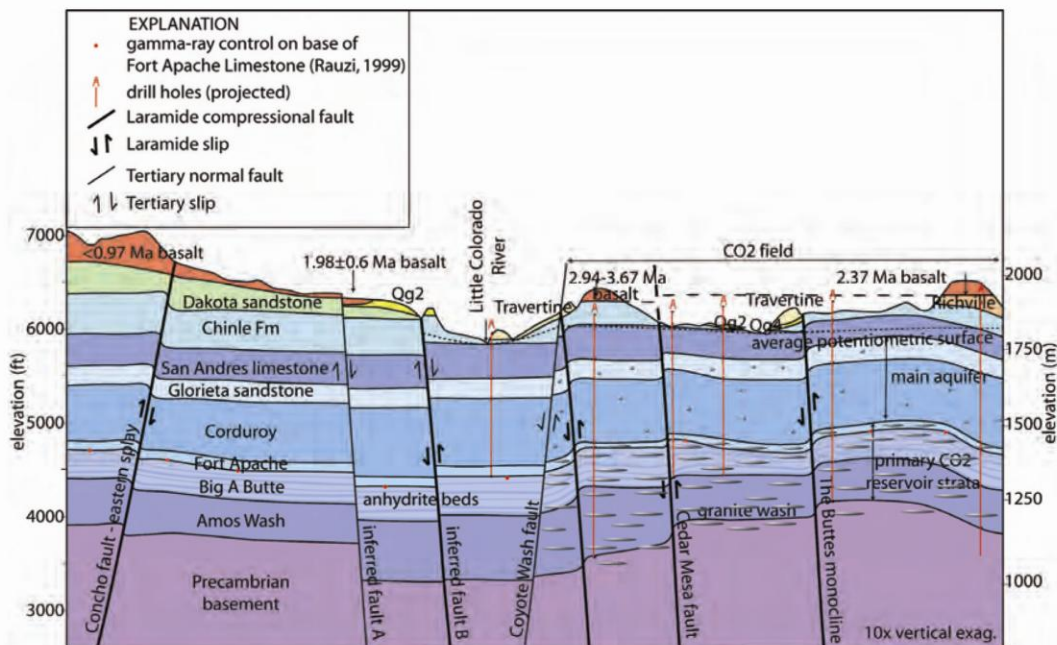 EXPLANATION
gamma-ray control on base of
Fort Apache Limestone (Rauzi, 1999)
drill holes (projected)
Laramide compressional fault
Laramide slip
Tertiary normal fault
Tertiary slip
7000
6000
5000
4000
3000
elevation (ft)
<0.97 Ma basalt
1.98±0.6 Ma basalt
Qg2
Little Colorado
River
Travertine
CO2 field
2.94-3.67 Ma
basalt
2.37 Ma basalt
Travertine
Richville
Qg2
Qg4
average potentiometric surface
main aquifer
primary CO2
reservoir strata
Dakota sandstone
Chinle Fm
San Andres limestone
Glorieta sandstone
Corduroy
Fort Apache
Big A Butte
anhydrite beds
Amos Wash
granite wash
Precambrian
basement
Concho fault - eastern splay
inferred fault A
inferred fault B
Coyote Wash fault
Cedar Mesa fault
The Buttes monocline
2000
1750
1500
1250
1000
elevation (m)
10x vertical exag.